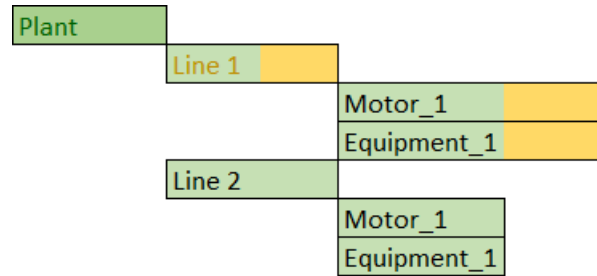 Plant
Line 1
Motor_1
Equipment_1
Line 2
Motor_1
Equipment_1